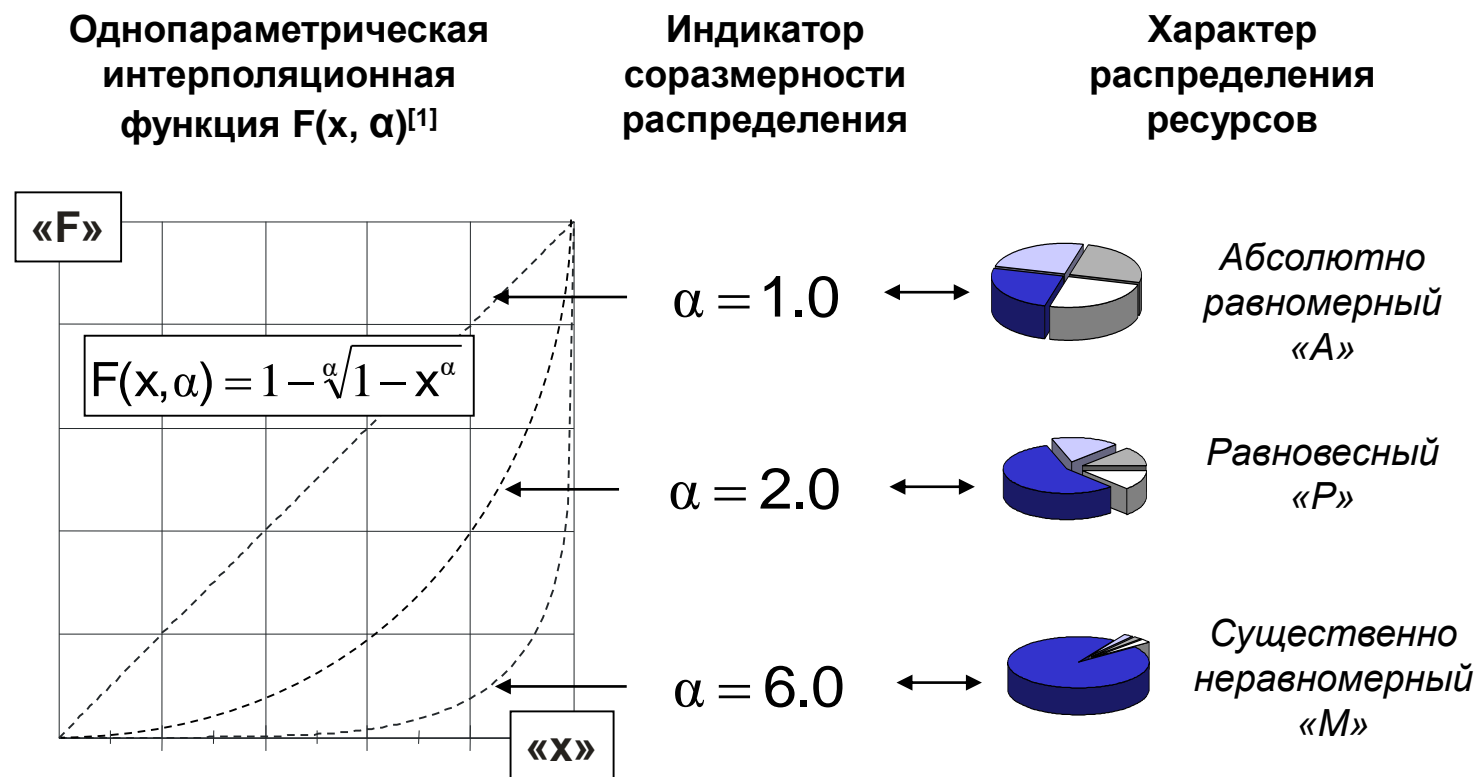 Однопараметрическая
интерполяционная
функция F(x, α)[1]
Индикатор
соразмерности
распределения
Характер
распределения
ресурсов
«F»
F(x,α) = 1 − ᵅ√(1 − xᵅ)
«x»
α = 1.0
Абсолютно
равномерный
«А»
α = 2.0
Равновесный
«Р»
α = 6.0
Существенно
неравномерный
«М»